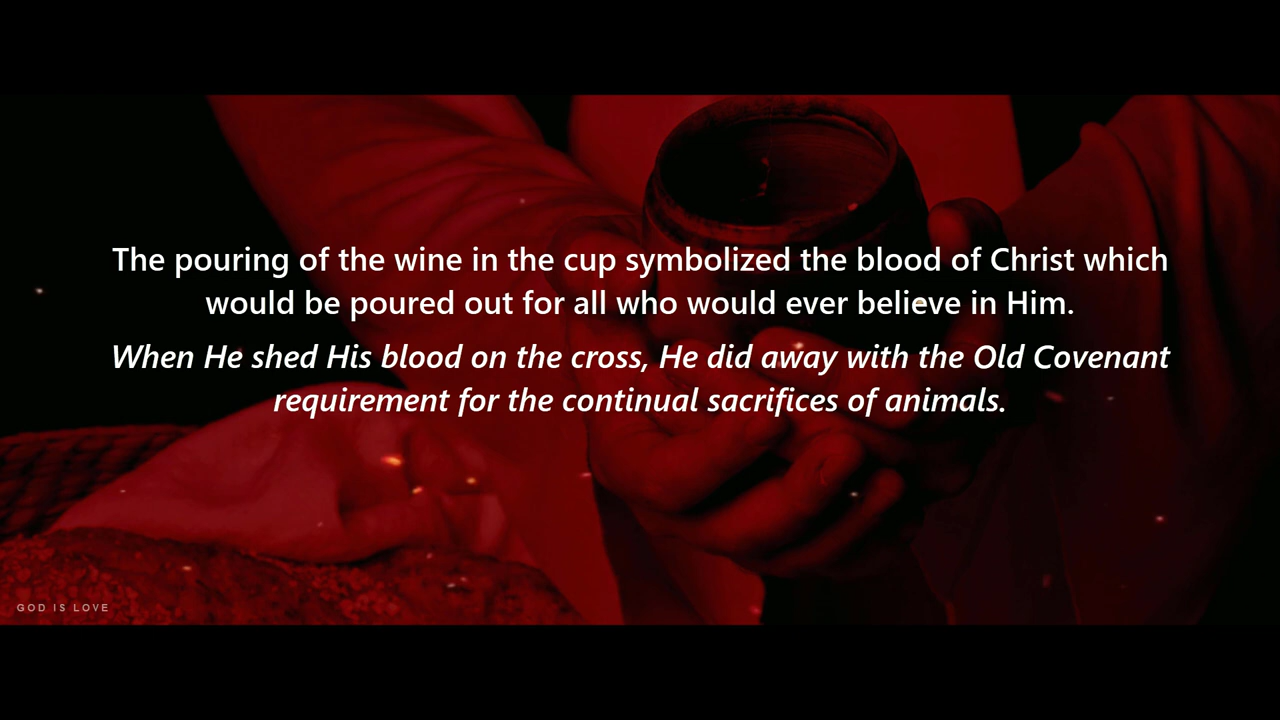 The pouring of the wine in the cup symbolized the blood of Christ which
would be poured out for all who would ever believe in Him.
When He shed His blood on the cross, He did away with the Old Covenant
requirement for the continual sacrifices of animals.
GOD IS LOVE